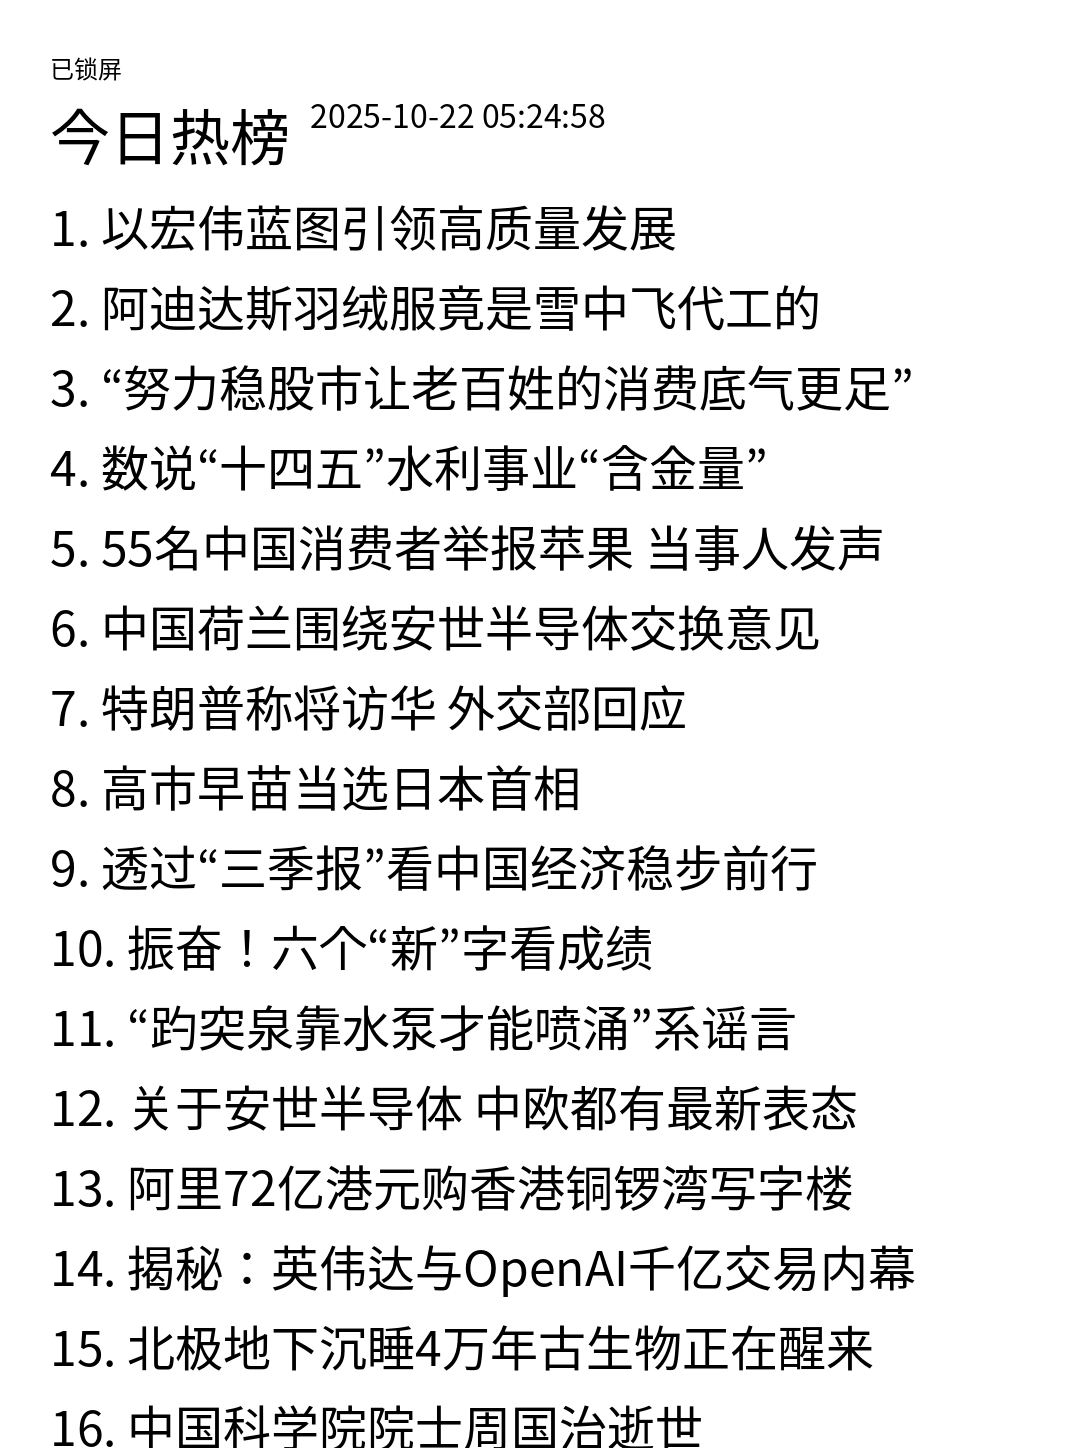 已锁屏
今日热榜 2025-10-22 05:24:58
1. 以宏伟蓝图引领高质量发展
2. 阿迪达斯羽绒服竟是雪中飞代工的
3. “努力稳股市让老百姓的消费底气更足”
4. 数说“十四五”水利事业“含金量”
5. 55名中国消费者举报苹果 当事人发声
6. 中国荷兰围绕安世半导体交换意见
7. 特朗普称将访华 外交部回应
8. 高市早苗当选日本首相
9. 透过“三季报”看中国经济稳步前行
10. 振奋！六个“新”字看成绩
11. “趵突泉靠水泵才能喷涌”系谣言
12. 关于安世半导体 中欧都有最新表态
13. 阿里72亿港元购香港铜锣湾写字楼
14. 揭秘：英伟达与OpenAI千亿交易内幕
15. 北极地下沉睡4万年古生物正在醒来
16. 中国科学院院士周国治逝世